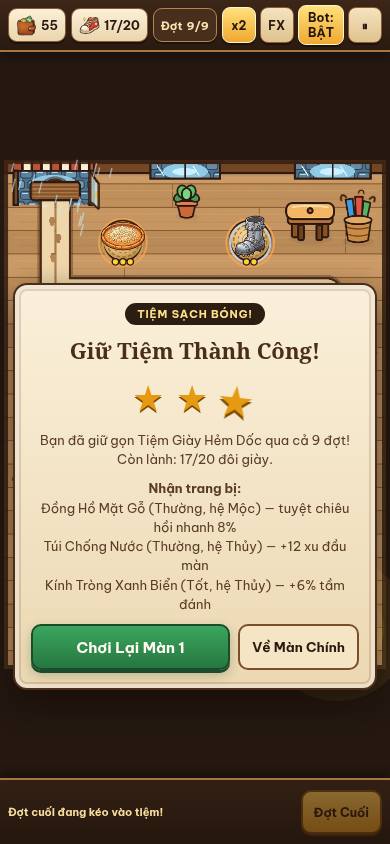 55
17/20
Đợt 9/9
x2
FX
Bot:
BẬT
TIỆM SẠCH BÓNG!
Giữ Tiệm Thành Công!
Bạn đã giữ gọn Tiệm Giày Hẻm Dốc qua cả 9 đợt!
Còn lành: 17/20 đôi giày.
Nhận trang bị:
Đồng Hồ Mặt Gỗ (Thường, hệ Mộc) — tuyệt chiêu
hồi nhanh 8%
Túi Chống Nước (Thường, hệ Thủy) — +12 xu đầu
màn
Kính Tròng Xanh Biển (Tốt, hệ Thủy) — +6% tầm
đánh
Chơi Lại Màn 1
Về Màn Chính
Đợt cuối đang kéo vào tiệm!
Đợt Cuối